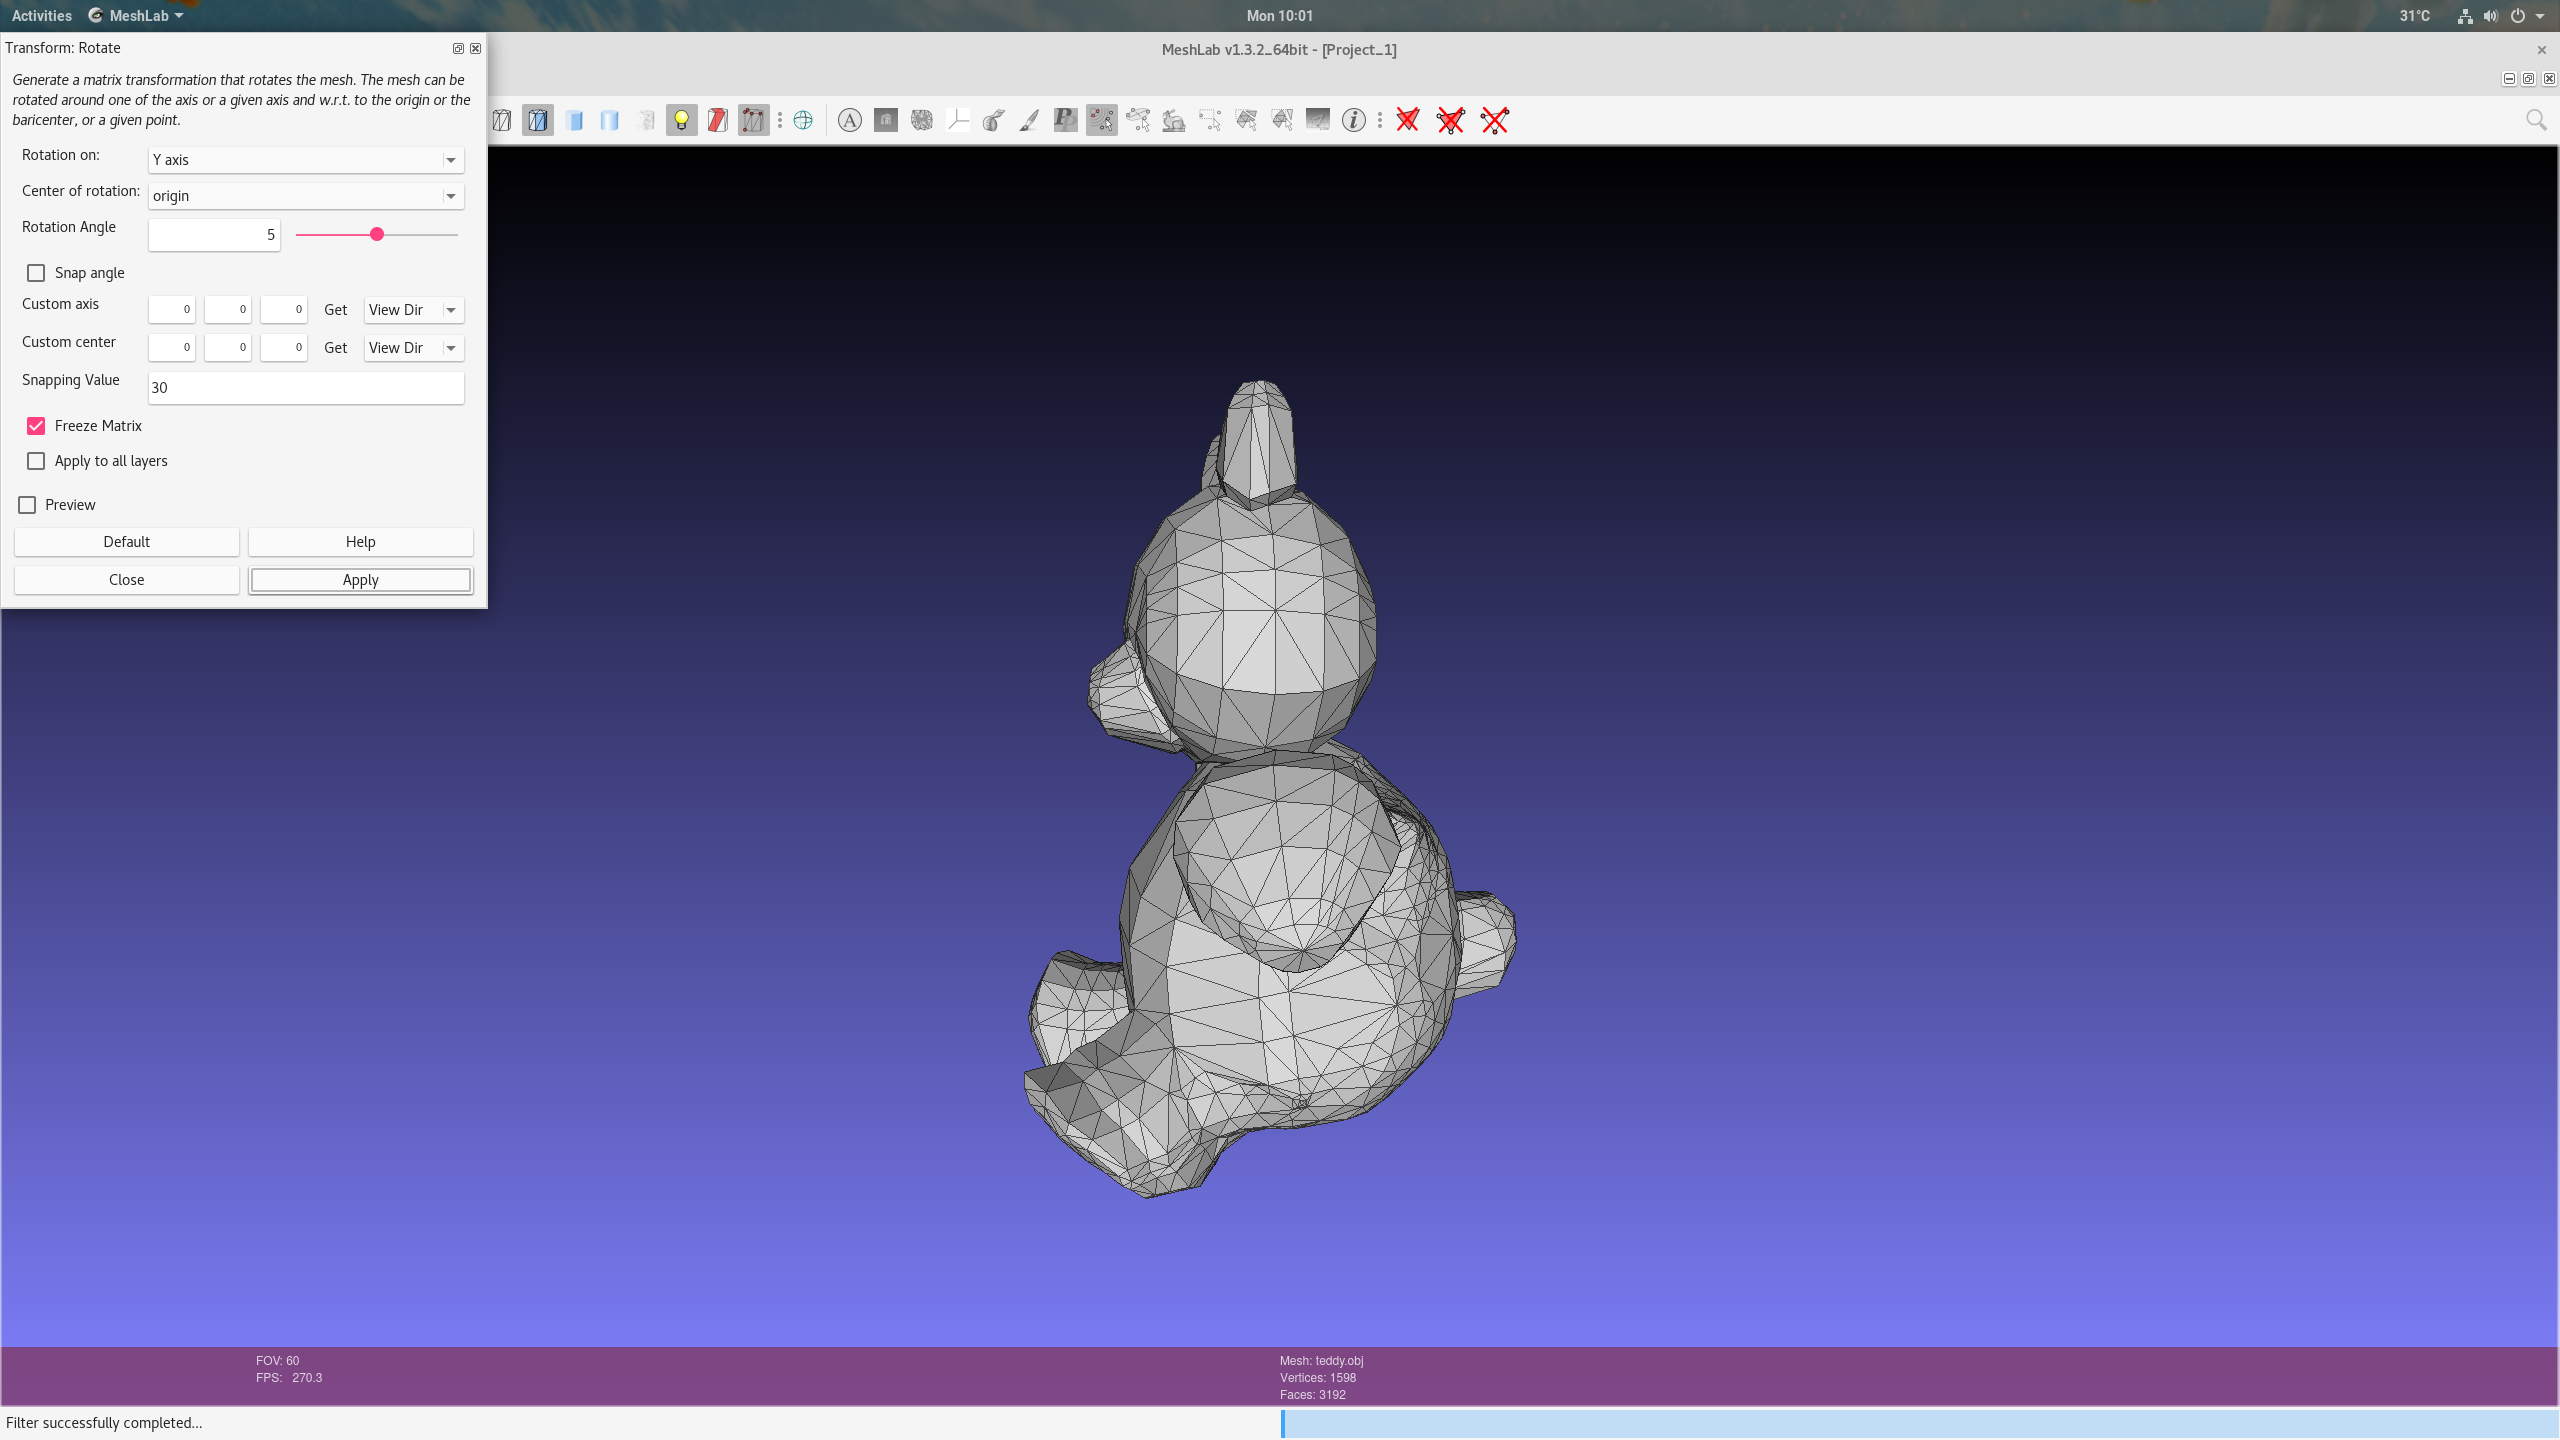 Activities MeshLab Mon 10:01 31°C
Transform: Rotate
MeshLab v1.3.2_64bit - [Project_1]
Generate a matrix transformation that rotates the mesh. The mesh can be
rotated around one of the axis or a given axis and w.r.t. to the origin or the
baricenter, or a given point.
Rotation on: Y axis
Center of rotation: origin
Rotation Angle 5
Snap angle
Custom axis 0 0 0 Get View Dir
Custom center 0 0 0 Get View Dir
Snapping Value 30
Freeze Matrix
Apply to all layers
Preview
Default Help
Close Apply
FOV: 60
FPS: 270.3
Mesh: teddy.obj
Vertices: 1598
Faces: 3192
Filter successfully completed...